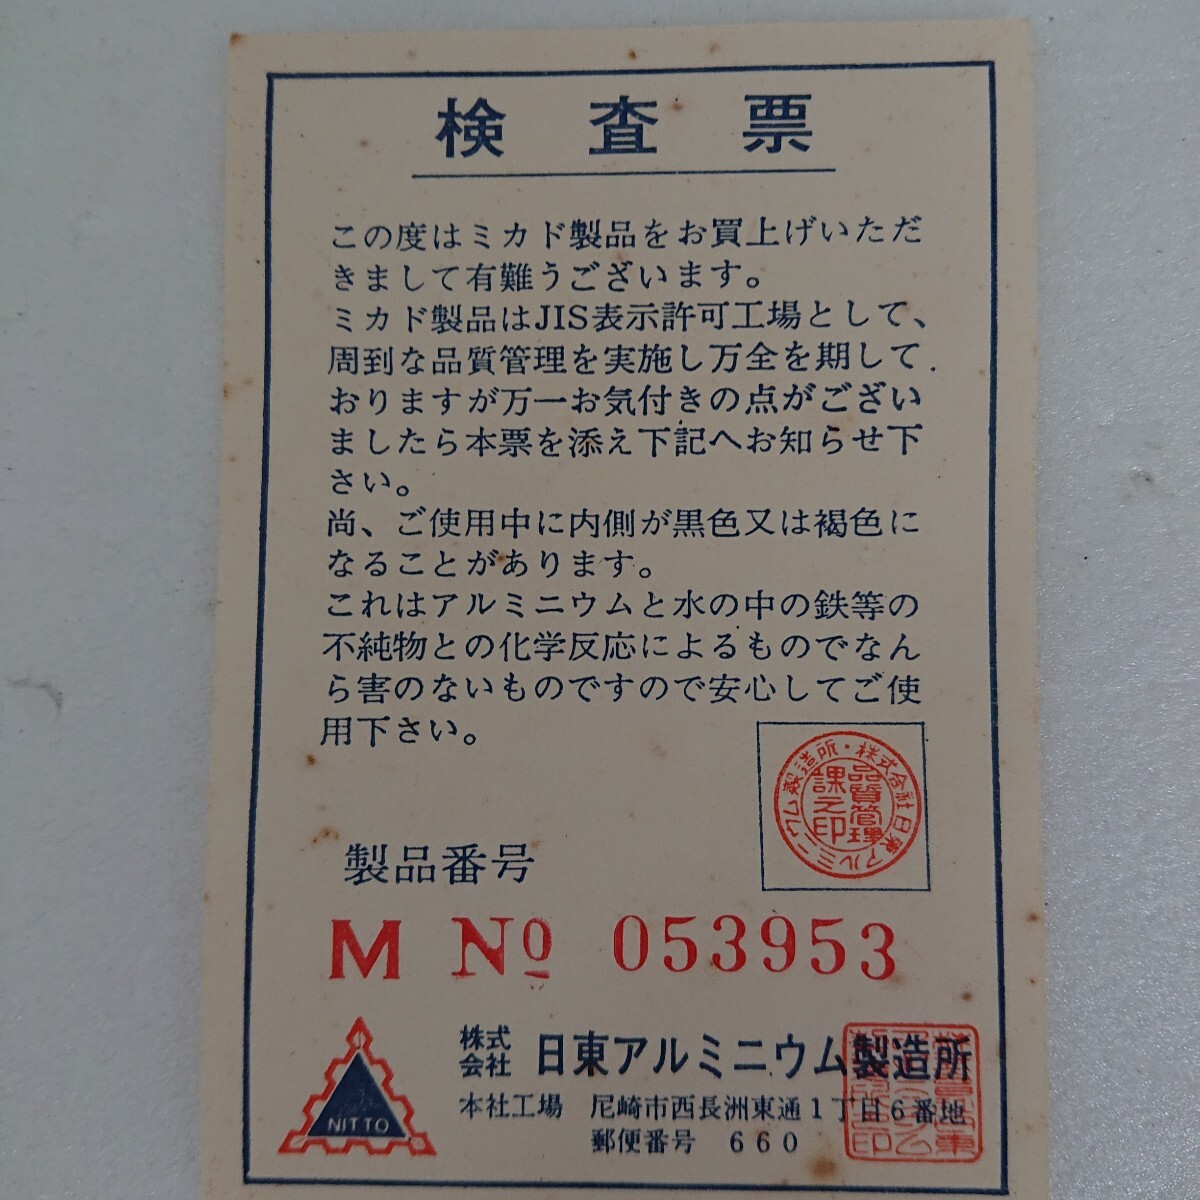 検査票
この度はミカド製品をお買上げいただ
きまして有難うございます。
ミカド製品はJIS表示許可工場として、
周到な品質管理を実施し万全を期して
おりますが万一お気付きの点がござい
ましたら本票を添え下記へお知らせ下
さい。
尚、ご使用中に内側が黒色又は褐色に
なることがあります。
これはアルミニウムと水の中の鉄等の
不純物との化学反応によるものでなん
ら害のないものですので安心してご使
用下さい。
株式会社日東アルミニウム製造所・
品質管理
課之印
製品番号
M No 053953
NITTO
株式会社 日東アルミニウム製造所
本社工場 尼崎市西長洲東通1丁目6番地
郵便番号 660